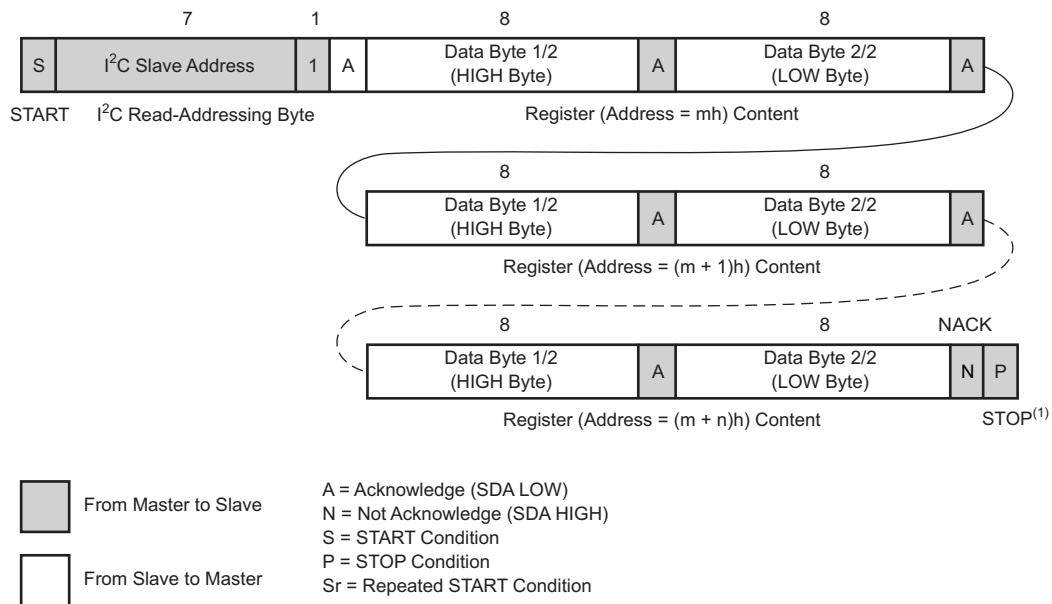 7 1 8 8
S I²C Slave Address 1 A Data Byte 1/2 (HIGH Byte) A Data Byte 2/2 (LOW Byte) A
START I²C Read-Addressing Byte Register (Address = mh) Content
8 8
Data Byte 1/2 (HIGH Byte) A Data Byte 2/2 (LOW Byte) A
Register (Address = (m + 1)h) Content
8 8 NACK
Data Byte 1/2 (HIGH Byte) A Data Byte 2/2 (LOW Byte) N P
Register (Address = (m + n)h) Content STOP⁽¹⁾
From Master to Slave
From Slave to Master
A = Acknowledge (SDA LOW)
N = Not Acknowledge (SDA HIGH)
S = START Condition
P = STOP Condition
Sr = Repeated START Condition